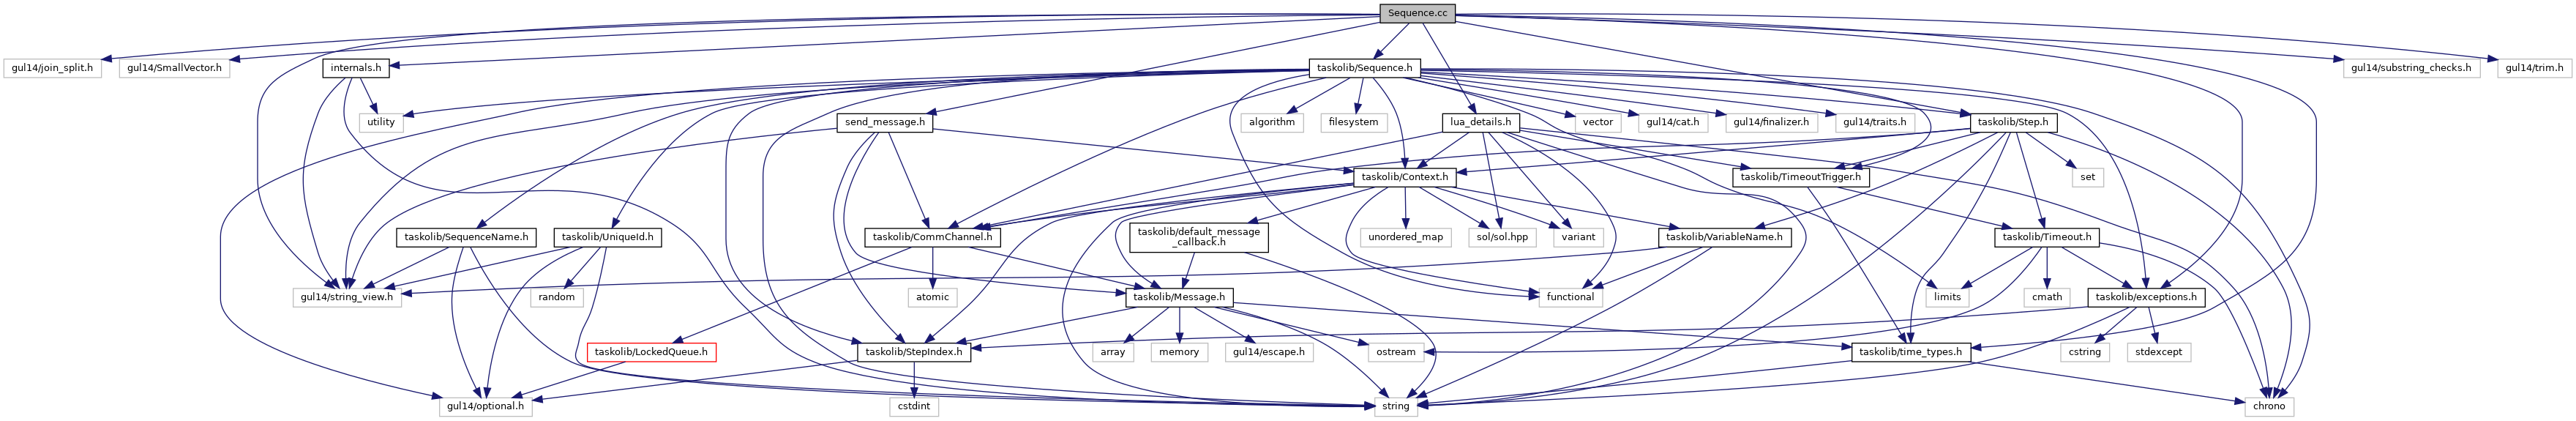 Sequence.cc
gul14/join_split.h
gul14/SmallVector.h
internals.h
taskolib/Sequence.h
gul14/substring_checks.h
gul14/trim.h
utility
send_message.h
algorithm
filesystem
lua_details.h
vector
gul14/cat.h
gul14/finalizer.h
gul14/traits.h
taskolib/Step.h
taskolib/Context.h
taskolib/TimeoutTrigger.h
set
taskolib/SequenceName.h
taskolib/UniqueId.h
taskolib/CommChannel.h
taskolib/default_message
_callback.h
unordered_map
sol/sol.hpp
variant
taskolib/VariableName.h
taskolib/Timeout.h
gul14/string_view.h
random
atomic
taskolib/Message.h
functional
limits
cmath
taskolib/exceptions.h
taskolib/LockedQueue.h
taskolib/StepIndex.h
array
memory
gul14/escape.h
ostream
taskolib/time_types.h
cstring
stdexcept
gul14/optional.h
cstdint
string
chrono